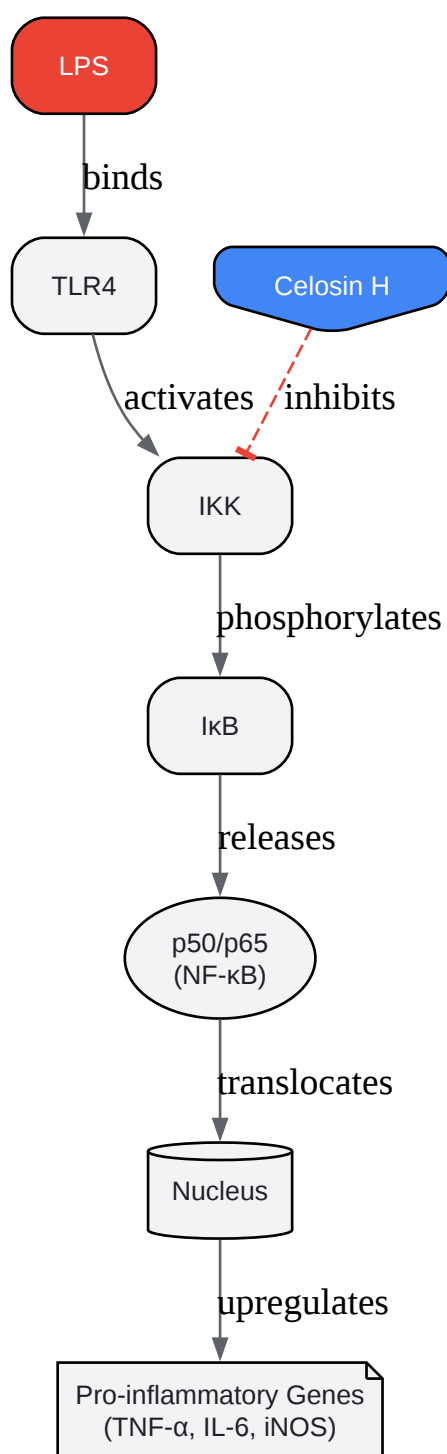 LPS
binds
TLR4
Celosin H
activates
inhibits
IKK
phosphorylates
IκB
releases
p50/p65
(NF-κB)
translocates
Nucleus
upregulates
Pro-inflammatory Genes
(TNF-α, IL-6, iNOS)